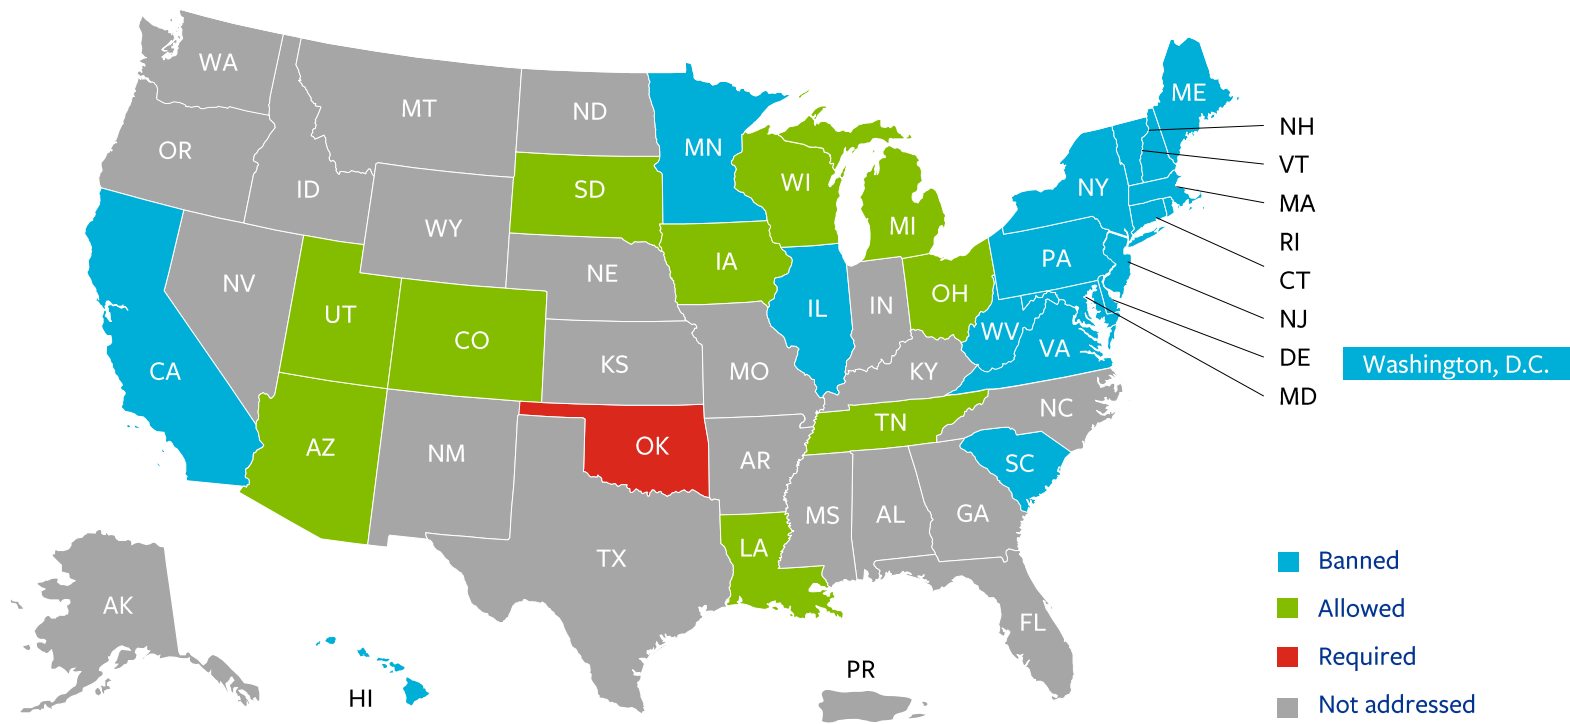 WA
MT
ND
MN
ME
OR
ID
SD
WI
NH
VT
NY
MA
WY
MI
RI
IA
PA
CT
NV
NE
UT
IL
IN
OH
NJ
CO
WV
VA
DE
CA
KS
MO
KY
Washington, D.C.
MD
AZ
NM
OK
AR
TN
NC
SC
TX
LA
MS
AL
GA
Banned
AK
Allowed
FL
HI
PR
Required
Not addressed